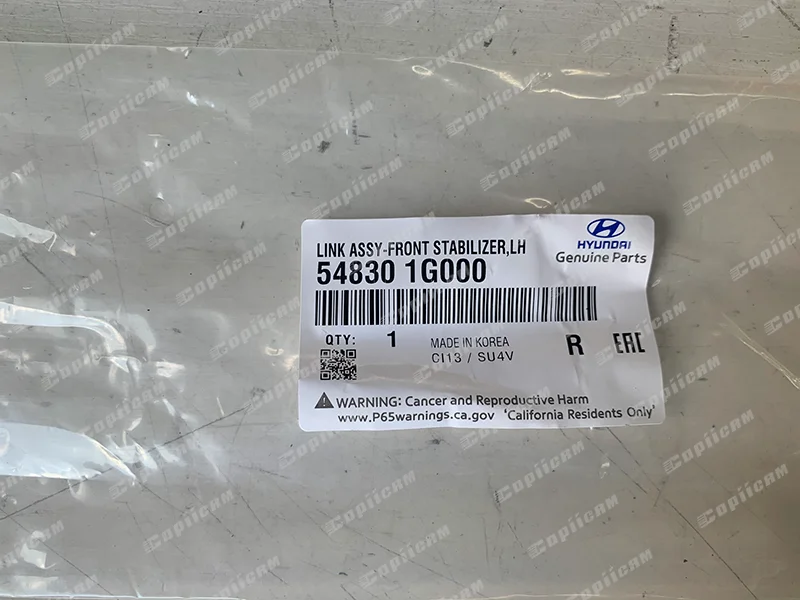 HYUNDAI
Genuine Parts
LINK ASSY-FRONT STABILIZER,LH
54830 1G000
QTY: 1 MADE IN KOREA R EAC
CI13 / SU4V
WARNING: Cancer and Reproductive Harm
www.P65warnings.ca.gov 'California Residents Only'
CopiiCAM